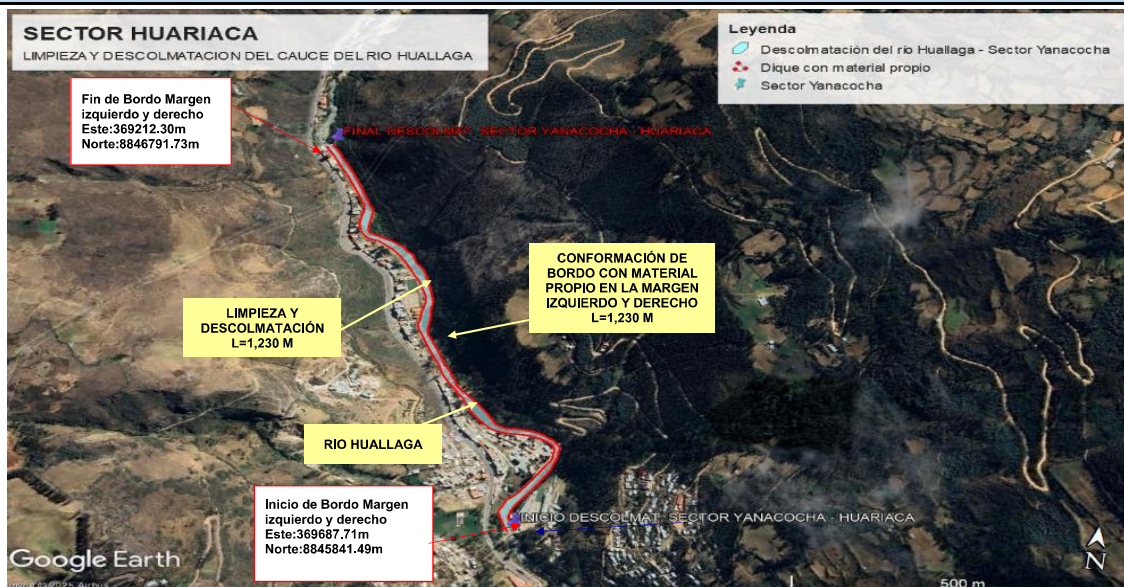 SECTOR HUARIACA
LIMPIEZA Y DESCOLMATACION DEL CAUCE DEL RIO HUALLAGA
Leyenda
Descolmatación del río Huallaga - Sector Yanacocha
Dique con material propio
Sector Yanacocha
Fin de Bordo Margen
izquierdo y derecho
Este:369212.30m
Norte:8846791.73m
FINAL DESCOLMAT. SECTOR YANACOCHA - HUARIACA
CONFORMACIÓN DE
BORDO CON MATERIAL
PROPIO EN LA MARGEN
IZQUIERDO Y DERECHO
L=1,230 M
LIMPIEZA Y
DESCOLMATACIÓN
L=1,230 M
RIO HUALLAGA
Inicio de Bordo Margen
izquierdo y derecho
Este:369687.71m
Norte:8845841.49m
INICIO DESCOLMAT. SECTOR YANACOCHA - HUARIACA
Google Earth
©2025 Airbus
N
500 m